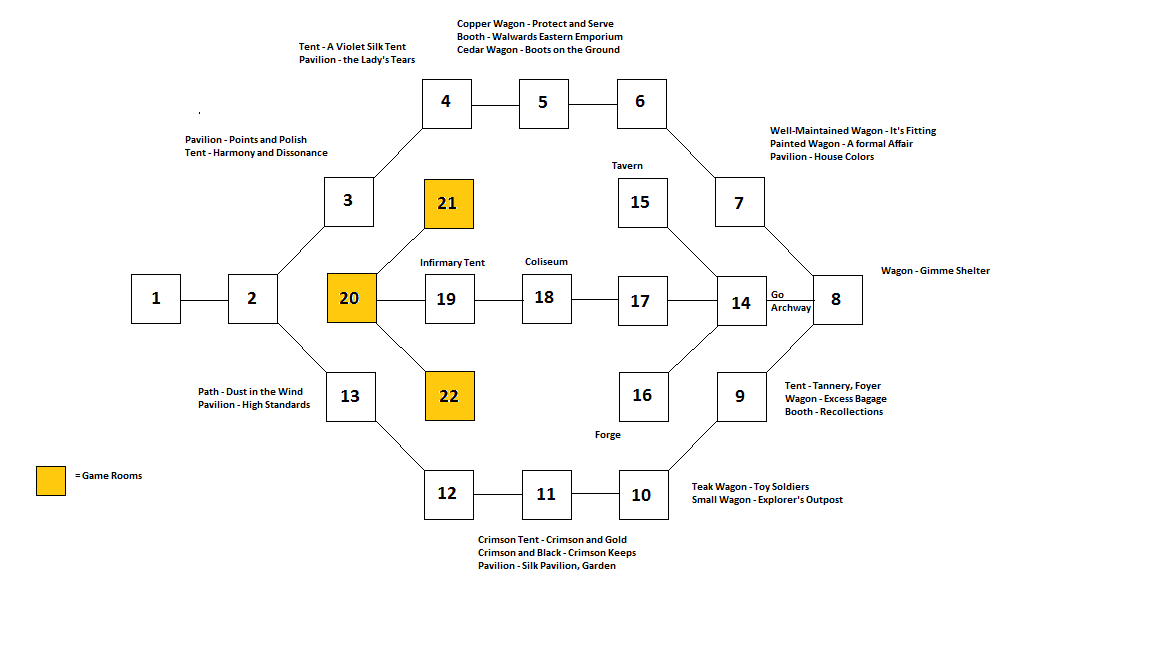 Copper Wagon - Protect and Serve
Booth - Walwards Eastern Emporium
Cedar Wagon - Boots on the Ground
Tent - A Violet Silk Tent
Pavilion - the Lady's Tears
4
5
6
Well-Maintained Wagon - It's Fitting
Painted Wagon - A formal Affair
Pavilion - House Colors
Pavilion - Points and Polish
Tent - Harmony and Dissonance
Tavern
3
21
15
7
Infirmary Tent
Coliseum
Wagon - Gimme Shelter
1
2
20
19
18
17
14
Go
Archway
8
Path - Dust in the Wind
Pavilion - High Standards
13
22
16
9
Tent - Tannery, Foyer
Wagon - Excess Bagage
Booth - Recollections
Forge
= Game Rooms
12
11
10
Teak Wagon - Toy Soldiers
Small Wagon - Explorer's Outpost
Crimson Tent - Crimson and Gold
Crimson and Black - Crimson Keeps
Pavilion - Silk Pavilion, Garden